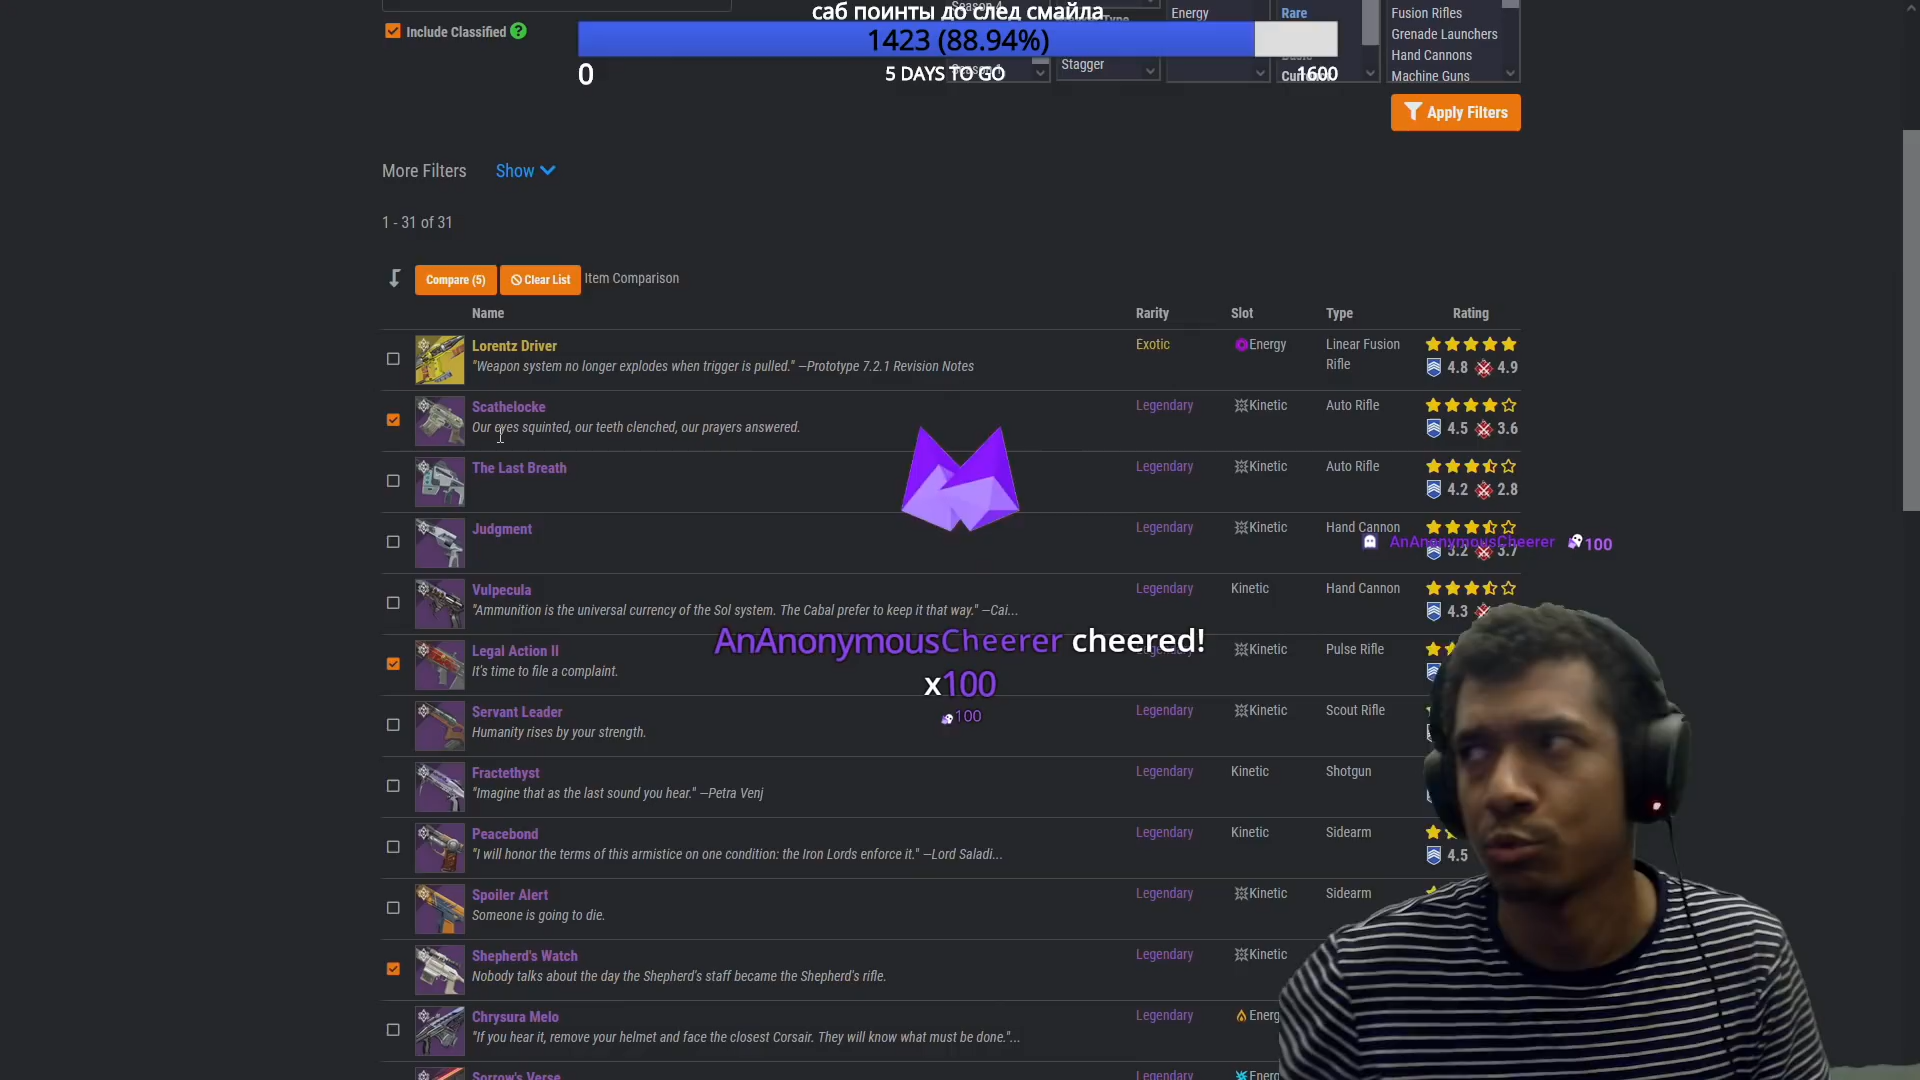 Season 4
Energy
Rare
Fusion Rifles
Grenade Launchers
Hand Cannons
Machine Guns
Stagger
Include Classified
саб поинты до след смайла
1423 (88.94%)
0
5 DAYS TO GO
1600
Apply Filters
More Filters
Show
1 - 31 of 31
Compare (5)
Clear List
Item Comparison
Name
Rarity
Slot
Type
Rating
Lorentz Driver
"Weapon system no longer explodes when trigger is pulled." —Prototype 7.2.1 Revision Notes
Exotic
Energy
Linear Fusion
Rifle
4.8
4.9
Scathelocke
Our eyes squinted, our teeth clenched, our prayers answered.
Legendary
Kinetic
Auto Rifle
4.5
3.6
The Last Breath
Legendary
Kinetic
Auto Rifle
4.2
2.8
Judgment
Legendary
Kinetic
Hand Cannon
3.2
3.7
AnAnonymousCheerer
100
Vulpecula
"Ammunition is the universal currency of the Sol system. The Cabal prefer to keep it that way." —Cai...
Legendary
Kinetic
Hand Cannon
4.3
AnAnonymousCheerer cheered!
x100
100
Legal Action II
It's time to file a complaint.
Legendary
Kinetic
Pulse Rifle
Servant Leader
Humanity rises by your strength.
Legendary
Kinetic
Scout Rifle
Fractethyst
"Imagine that as the last sound you hear." —Petra Venj
Legendary
Kinetic
Shotgun
Peacebond
"I will honor the terms of this armistice on one condition: the Iron Lords enforce it." —Lord Saladi...
Legendary
Kinetic
Sidearm
4.5
Spoiler Alert
Someone is going to die.
Legendary
Kinetic
Sidearm
Shepherd's Watch
Nobody talks about the day the Shepherd's staff became the Shepherd's rifle.
Legendary
Kinetic
Chrysura Melo
"If you hear it, remove your helmet and face the closest Corsair. They will know what must be done."...
Legendary
Energ
Sorrow's Verse
Legendary
Energ